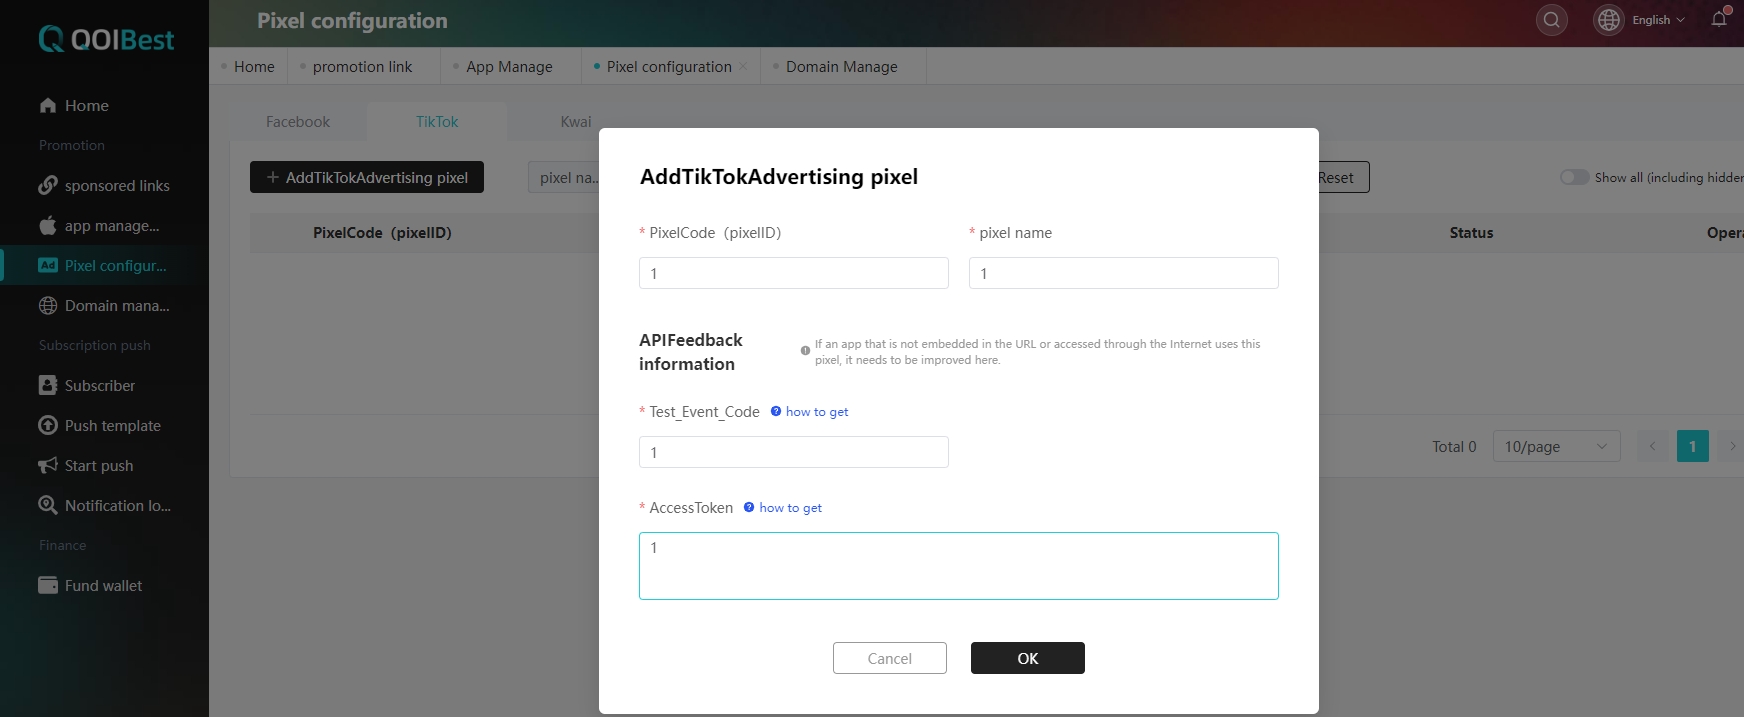 QOIBest
Pixel configuration
English
Home
promotion link
App Manage
Pixel configuration
Domain Manage
Home
Promotion
sponsored links
app manage...
Pixel configur...
Domain mana...
Subscription push
Subscriber
Push template
Start push
Notification lo...
Finance
Fund wallet
Facebook
TikTok
Kwai
+ AddTikTokAdvertising pixel
pixel na...
Reset
Show all (including hidden
PixelCode（pixelID）
Status
Opera
Total 0
10/page
1
AddTikTokAdvertising pixel
* PixelCode（pixelID）
* pixel name
1
1
APIFeedback
information
If an app that is not embedded in the URL or accessed through the Internet uses this
pixel, it needs to be improved here.
* Test_Event_Code
how to get
1
* AccessToken
how to get
1
Cancel
OK